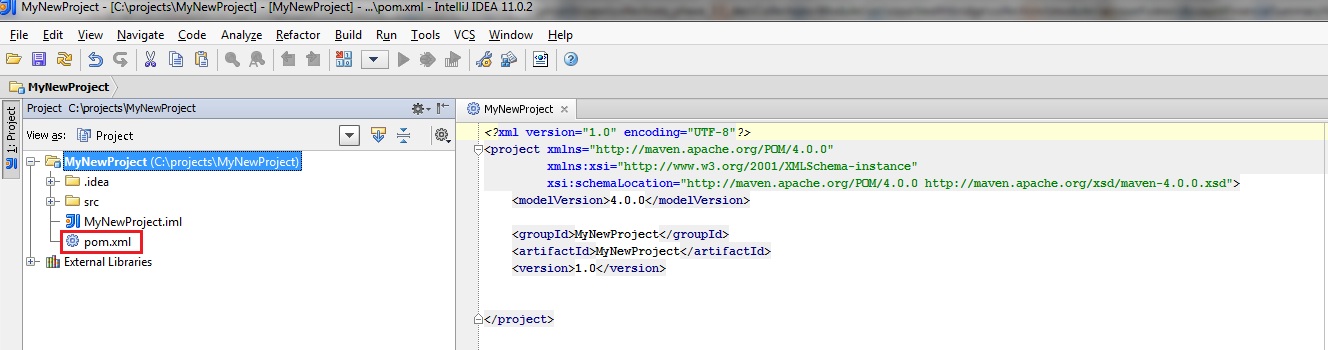 MyNewProject - [C:\projects\MyNewProject] - [MyNewProject] - ...\pom.xml - IntelliJ IDEA 11.0.2
File Edit View Navigate Code Analyze Refactor Build Run Tools VCS Window Help
MyNewProject
1: Project
Project C:\projects\MyNewProject
View as: Project
MyNewProject (C:\projects\MyNewProject)
.idea
src
MyNewProject.iml
pom.xml
External Libraries
MyNewProject
<?xml version="1.0" encoding="UTF-8"?>
<project xmlns="http://maven.apache.org/POM/4.0.0"
xmlns:xsi="http://www.w3.org/2001/XMLSchema-instance"
xsi:schemaLocation="http://maven.apache.org/POM/4.0.0 http://maven.apache.org/xsd/maven-4.0.0.xsd">
<modelVersion>4.0.0</modelVersion>
<groupId>MyNewProject</groupId>
<artifactId>MyNewProject</artifactId>
<version>1.0</version>
</project>